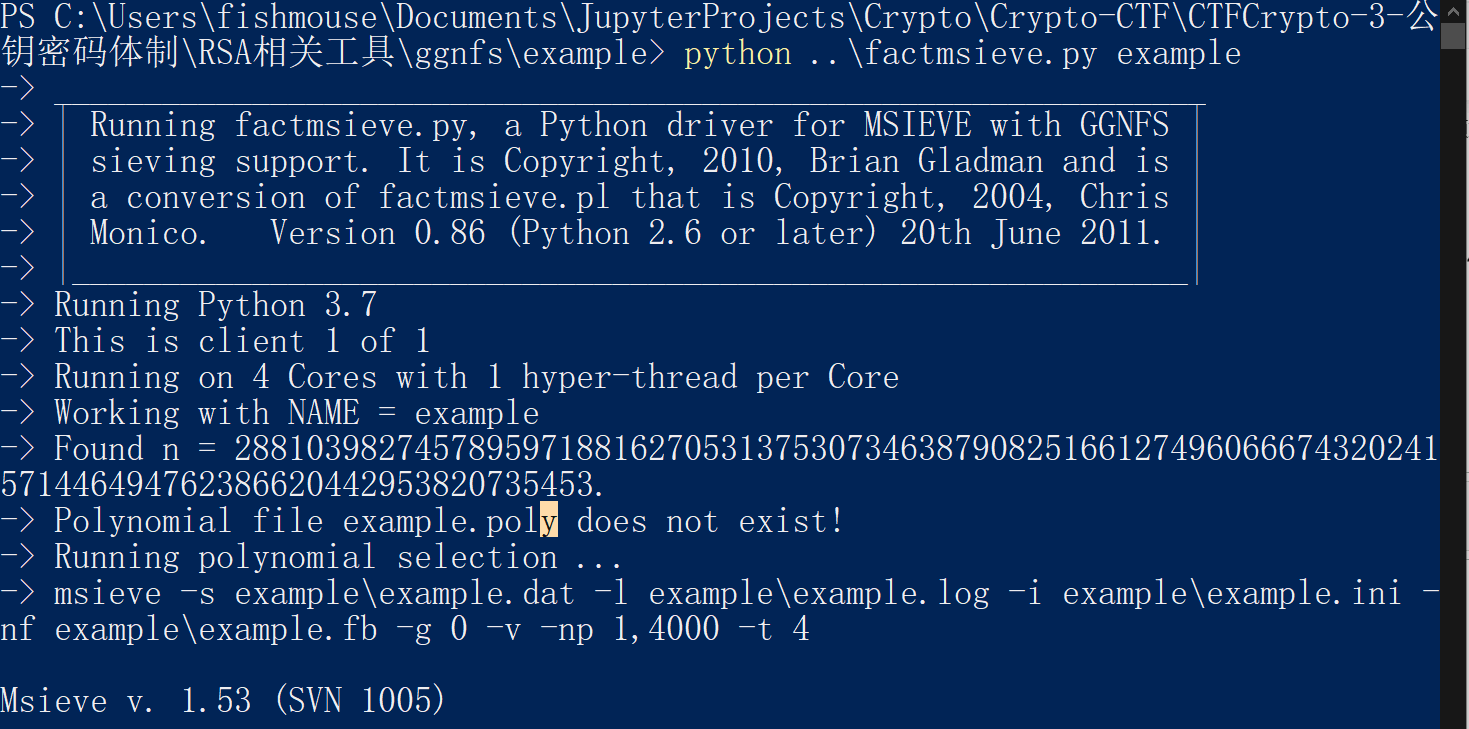 PS C:\Users\fishmouse\Documents\JupyterProjects\Crypto\Crypto-CTF\CTFCrypto-3-公
钥密码体制\RSA相关工具\ggnfs\example> python ..\factmsieve.py example
-> ________________________________________________________________
-> | Running factmsieve.py, a Python driver for MSIEVE with GGNFS |
-> | sieving support. It is Copyright, 2010, Brian Gladman and is |
-> | a conversion of factmsieve.pl that is Copyright, 2004, Chris |
-> | Monico.   Version 0.86 (Python 2.6 or later) 20th June 2011. |
-> |______________________________________________________________|
-> Running Python 3.7
-> This is client 1 of 1
-> Running on 4 Cores with 1 hyper-thread per Core
-> Working with NAME = example
-> Found n = 2881039827457895971881627053137530734638790825166127496066674320241
571446494762386620442953820735453.
-> Polynomial file example.poly does not exist!
-> Running polynomial selection ...
-> msieve -s example\example.dat -l example\example.log -i example\example.ini -
nf example\example.fb -g 0 -v -np 1,4000 -t 4
Msieve v. 1.53 (SVN 1005)